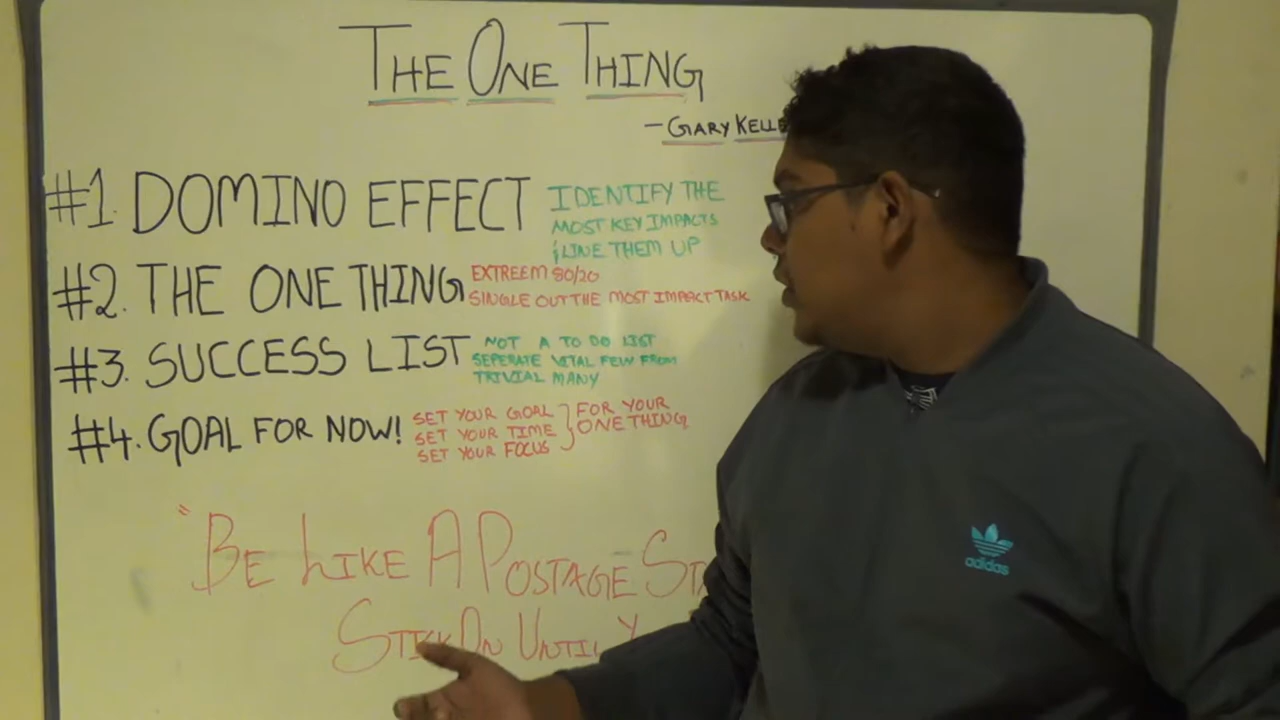 THE ONE THING
- GARY KELLE
#1. DOMINO EFFECT
IDENTIFY THE
MOST KEY IMPACTS
& LINE THEM UP
#2. THE ONE THING
EXTREEM 80/20
SINGLE OUT THE MOST IMPACT TASK
#3. SUCCESS LIST
NOT A TO DO LIST
SEPERATE VITAL FEW FROM
TRIVIAL MANY
#4. GOAL FOR NOW!
SET YOUR GOAL
SET YOUR TIME
SET YOUR FOCUS
FOR YOUR
ONE THING
"BE LIKE A POSTAGE STA
STICK ON UNTIL Y
adidas